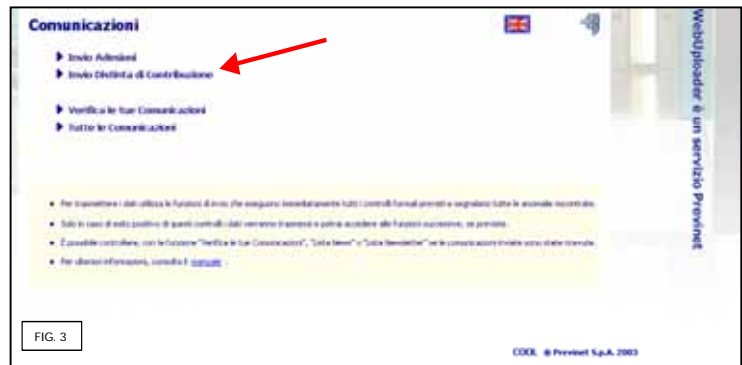 Comunicazioni
Invio Adesioni
Invio Distinta di Contribuzione
Verifica le tue Comunicazioni
Tutte le Comunicazioni
Per trasmettere i dati utilizza le funzioni di invio che eseguono immediatamente tutti i controlli formali previsti e segnalano tutte le anomalie riscontrate.
Solo in caso di esito positivo di questi controlli i dati verranno trasmessi e potrai accedere alle funzioni successive, se previste.
È possibile controllare, con le funzione "Verifica le tue Comunicazioni", "Lista News" o "Lista Newsletter" se le comunicazioni inviate sono state ricevute.
Per ulteriori informazioni, consulta il manuale .
WebUploader è un servizio Previnet
FIG. 3
COOL © Previnet S.p.A. 2003